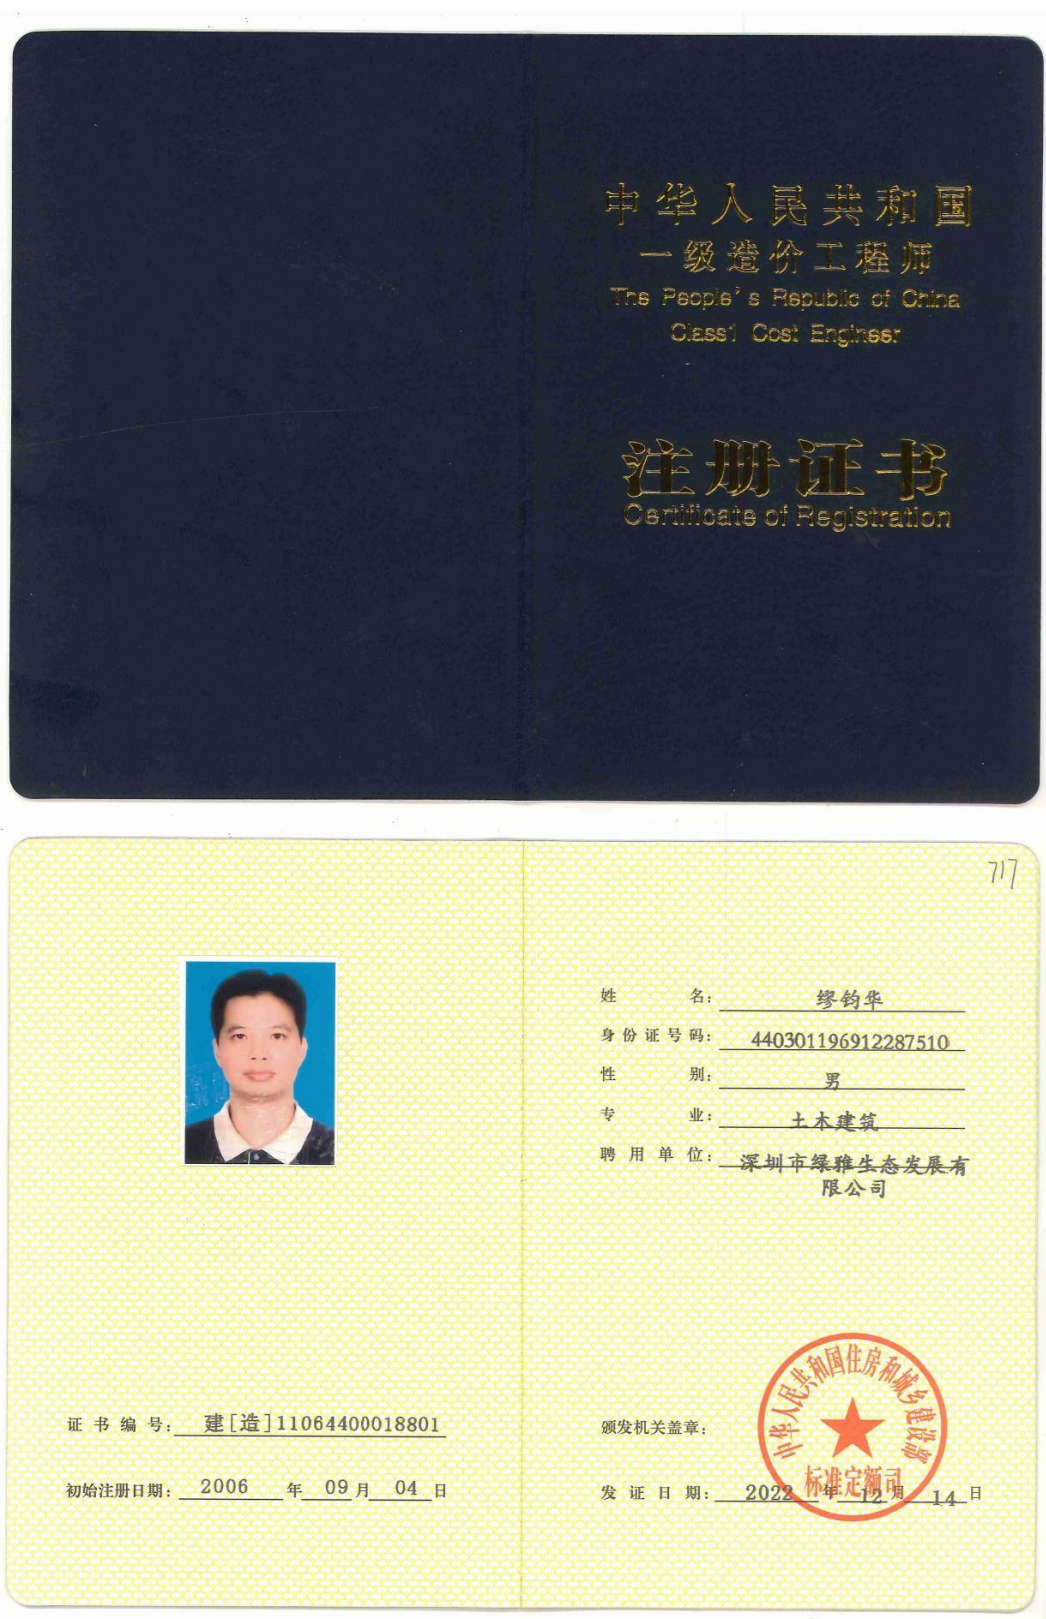 中华人民共和国
一级造价工程师
The People's Republic of China
Class1 Cost Engineer
注册证书
Certificate of Registration
717
姓名: 缪钧华
身份证号码: 440301196912287510
性别: 男
专业: 土木建筑
聘用单位: 深圳市绿雅生态发展有
限公司
证书编号: 建[造]11064400018801
初始注册日期: 2006 年 09 月 04 日
颁发机关盖章:
中华人民共和国住房和城乡建设部
标准定额司
发证日期: 2022 年 12 月 14 日